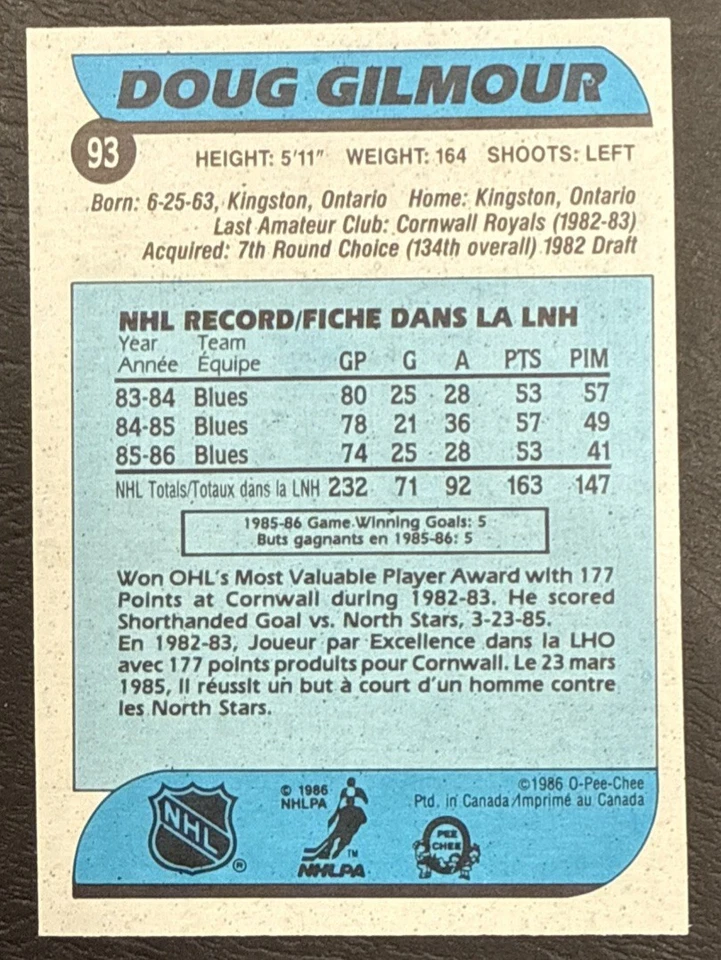 DOUG GILMOUR
93
HEIGHT: 5'11" WEIGHT: 164 SHOOTS: LEFT
Born: 6-25-63, Kingston, Ontario Home: Kingston, Ontario
Last Amateur Club: Cornwall Royals (1982-83)
Acquired: 7th Round Choice (134th overall) 1982 Draft
NHL RECORD/FICHE DANS LA LNH
Year Team
Année Équipe GP G A PTS PIM
83-84 Blues 80 25 28 53 57
84-85 Blues 78 21 36 57 49
85-86 Blues 74 25 28 53 41
NHL Totals/Totaux dans la LNH 232 71 92 163 147
1985-86 Game Winning Goals: 5
Buts gagnants en 1985-86: 5
Won OHL's Most Valuable Player Award with 177
Points at Cornwall during 1982-83. He scored
Shorthanded Goal vs. North Stars, 3-23-85.
En 1982-83, Joueur par Excellence dans la LHO
avec 177 points produits pour Cornwall. Le 23 mars
1985, il réussit un but à court d'un homme contre
les North Stars.
©1986 O-Pee-Chee
Ptd. in Canada/Imprimé au Canada
© 1986
NHLPA
NHL
®
TM
NHLPA
PEE
CHEE